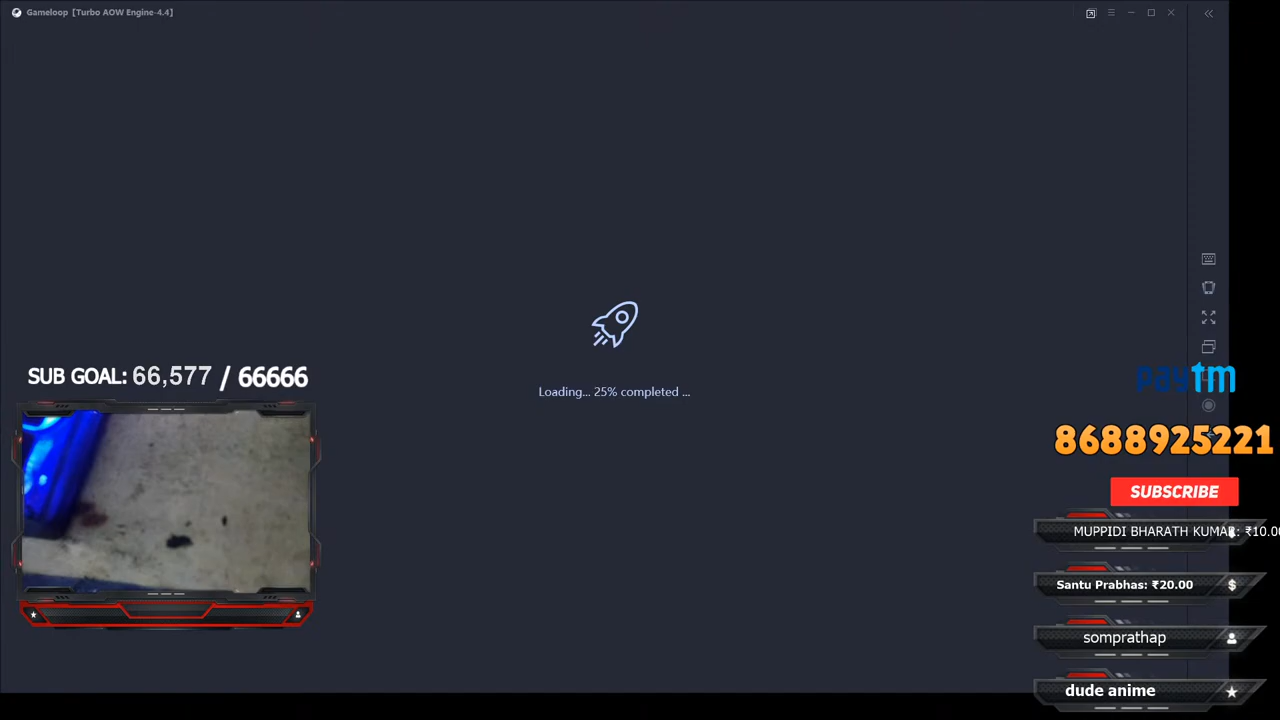 Gameloop [Turbo AOW Engine-4.4]
Loading... 25% completed ...
SUB GOAL: 66,577 / 66666
paytm
8688925221
SUBSCRIBE
MUPPIDI BHARATH KUMAR: ₹10.00
Santu Prabhas: ₹20.00
somprathap
dude anime